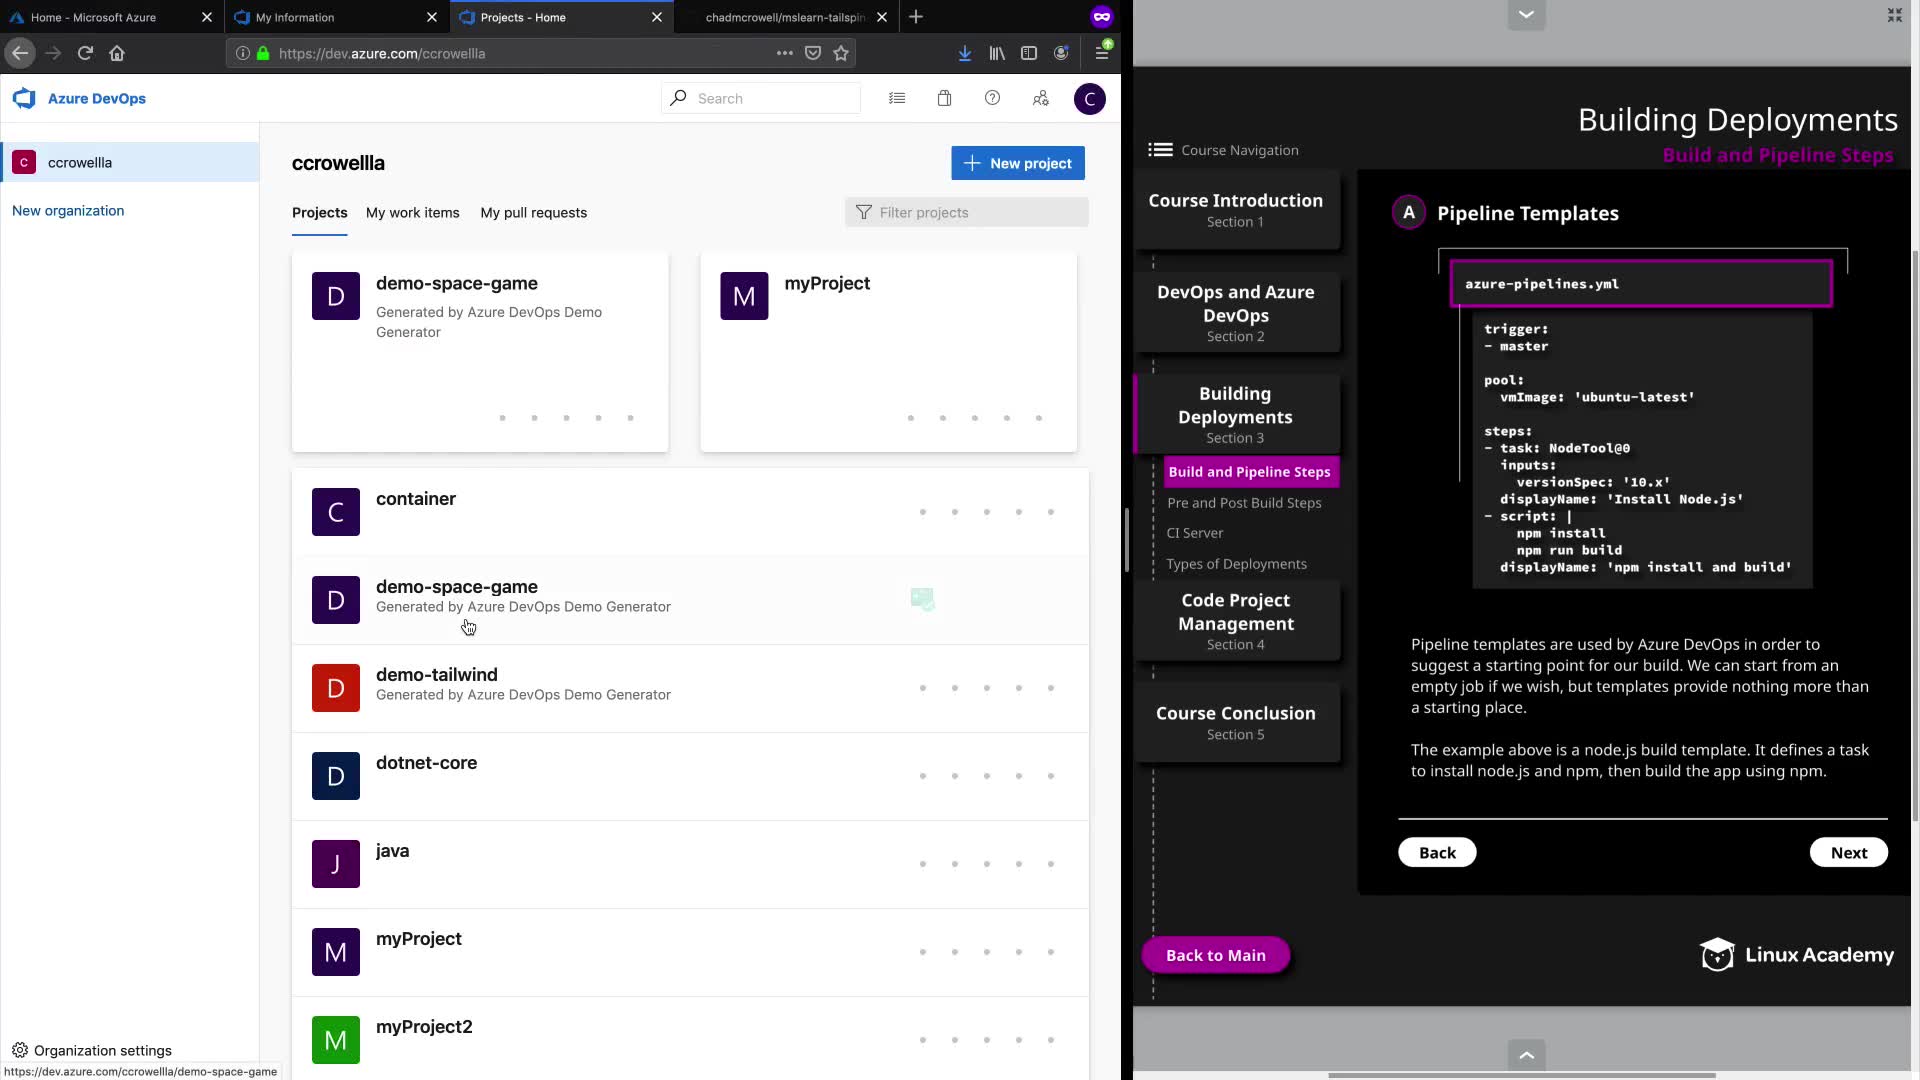 Home - Microsoft Azure
My Information
Projects - Home
chadmcrowell/mslearn-tailspin
https://dev.azure.com/ccrowellla
Azure DevOps
Search
C
C
ccrowellla
New organization
ccrowellla
New project
Projects
My work items
My pull requests
Filter projects
D
demo-space-game
Generated by Azure DevOps Demo
Generator
M
myProject
C
container
D
demo-space-game
Generated by Azure DevOps Demo Generator
D
demo-tailwind
Generated by Azure DevOps Demo Generator
D
dotnet-core
J
java
M
myProject
M
myProject2
Organization settings
https://dev.azure.com/ccrowellla/demo-space-game
Building Deployments
Build and Pipeline Steps
Course Navigation
Course Introduction
Section 1
DevOps and Azure
DevOps
Section 2
Building
Deployments
Section 3
Build and Pipeline Steps
Pre and Post Build Steps
CI Server
Types of Deployments
Code Project
Management
Section 4
Course Conclusion
Section 5
Back to Main
A
Pipeline Templates
azure-pipelines.yml
trigger:
- master
pool:
vmImage: 'ubuntu-latest'
steps:
- task: NodeTool@0
inputs:
versionSpec: '10.x'
displayName: 'Install Node.js'
- script: |
npm install
npm run build
displayName: 'npm install and build'
Pipeline templates are used by Azure DevOps in order to
suggest a starting point for our build. We can start from an
empty job if we wish, but templates provide nothing more than
a starting place.
The example above is a node.js build template. It defines a task
to install node.js and npm, then build the app using npm.
Back
Next
Linux Academy